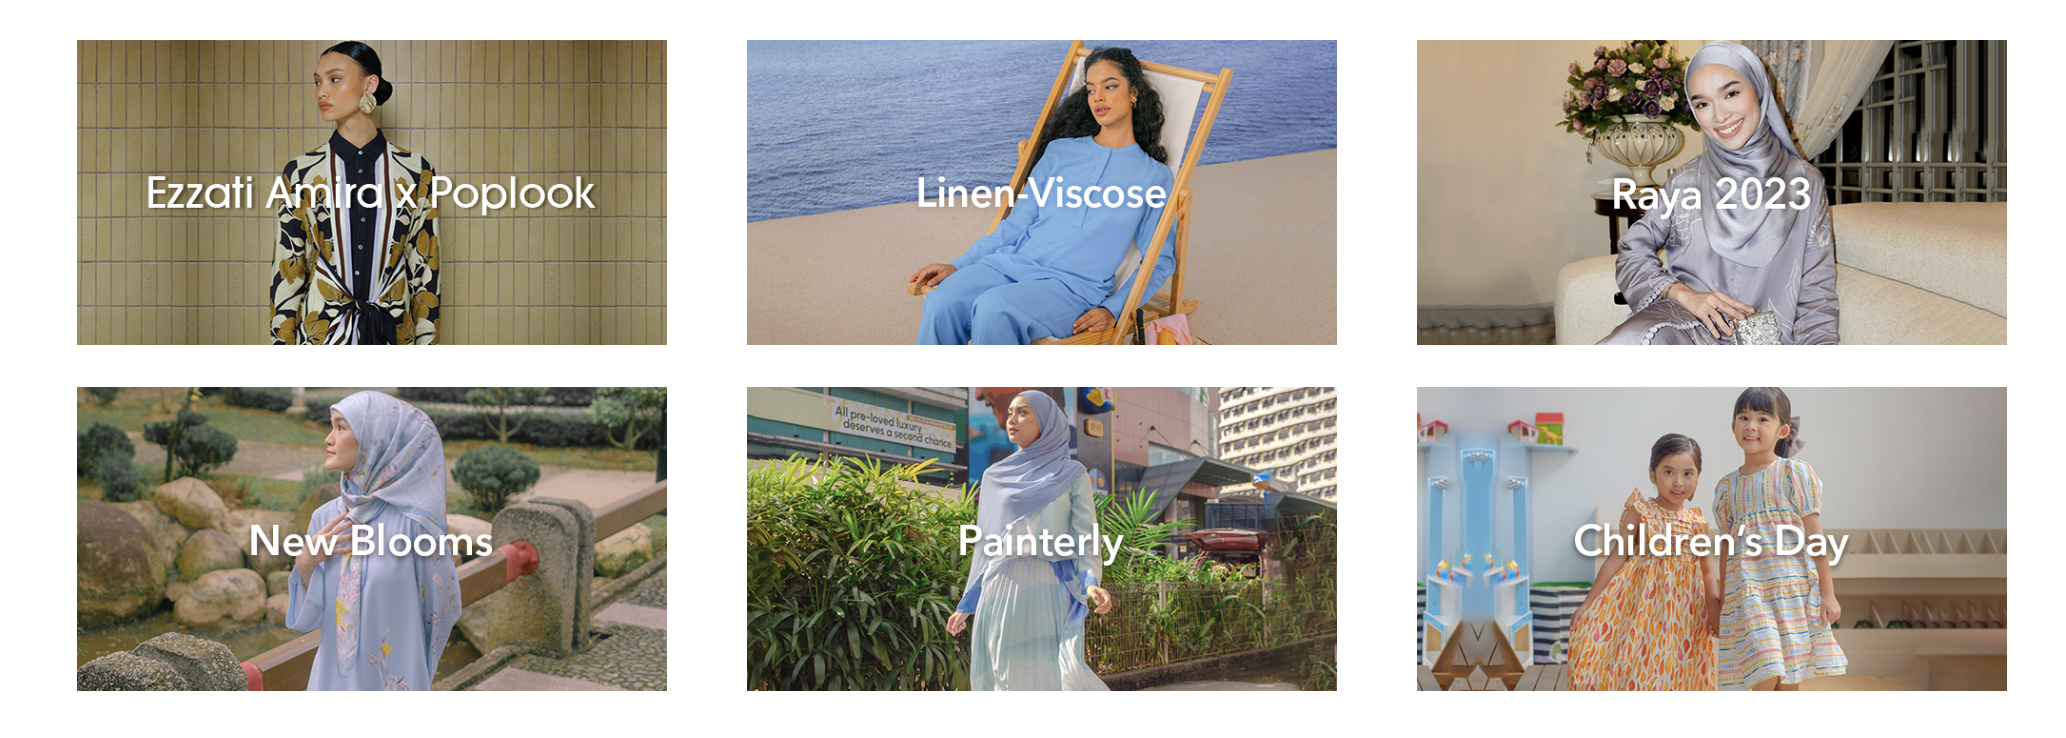 Ezzati Amira x Poplook
Linen-Viscose
Raya 2023
New Blooms
All pre-loved luxury
deserves a second chance
Painterly
Children's Day